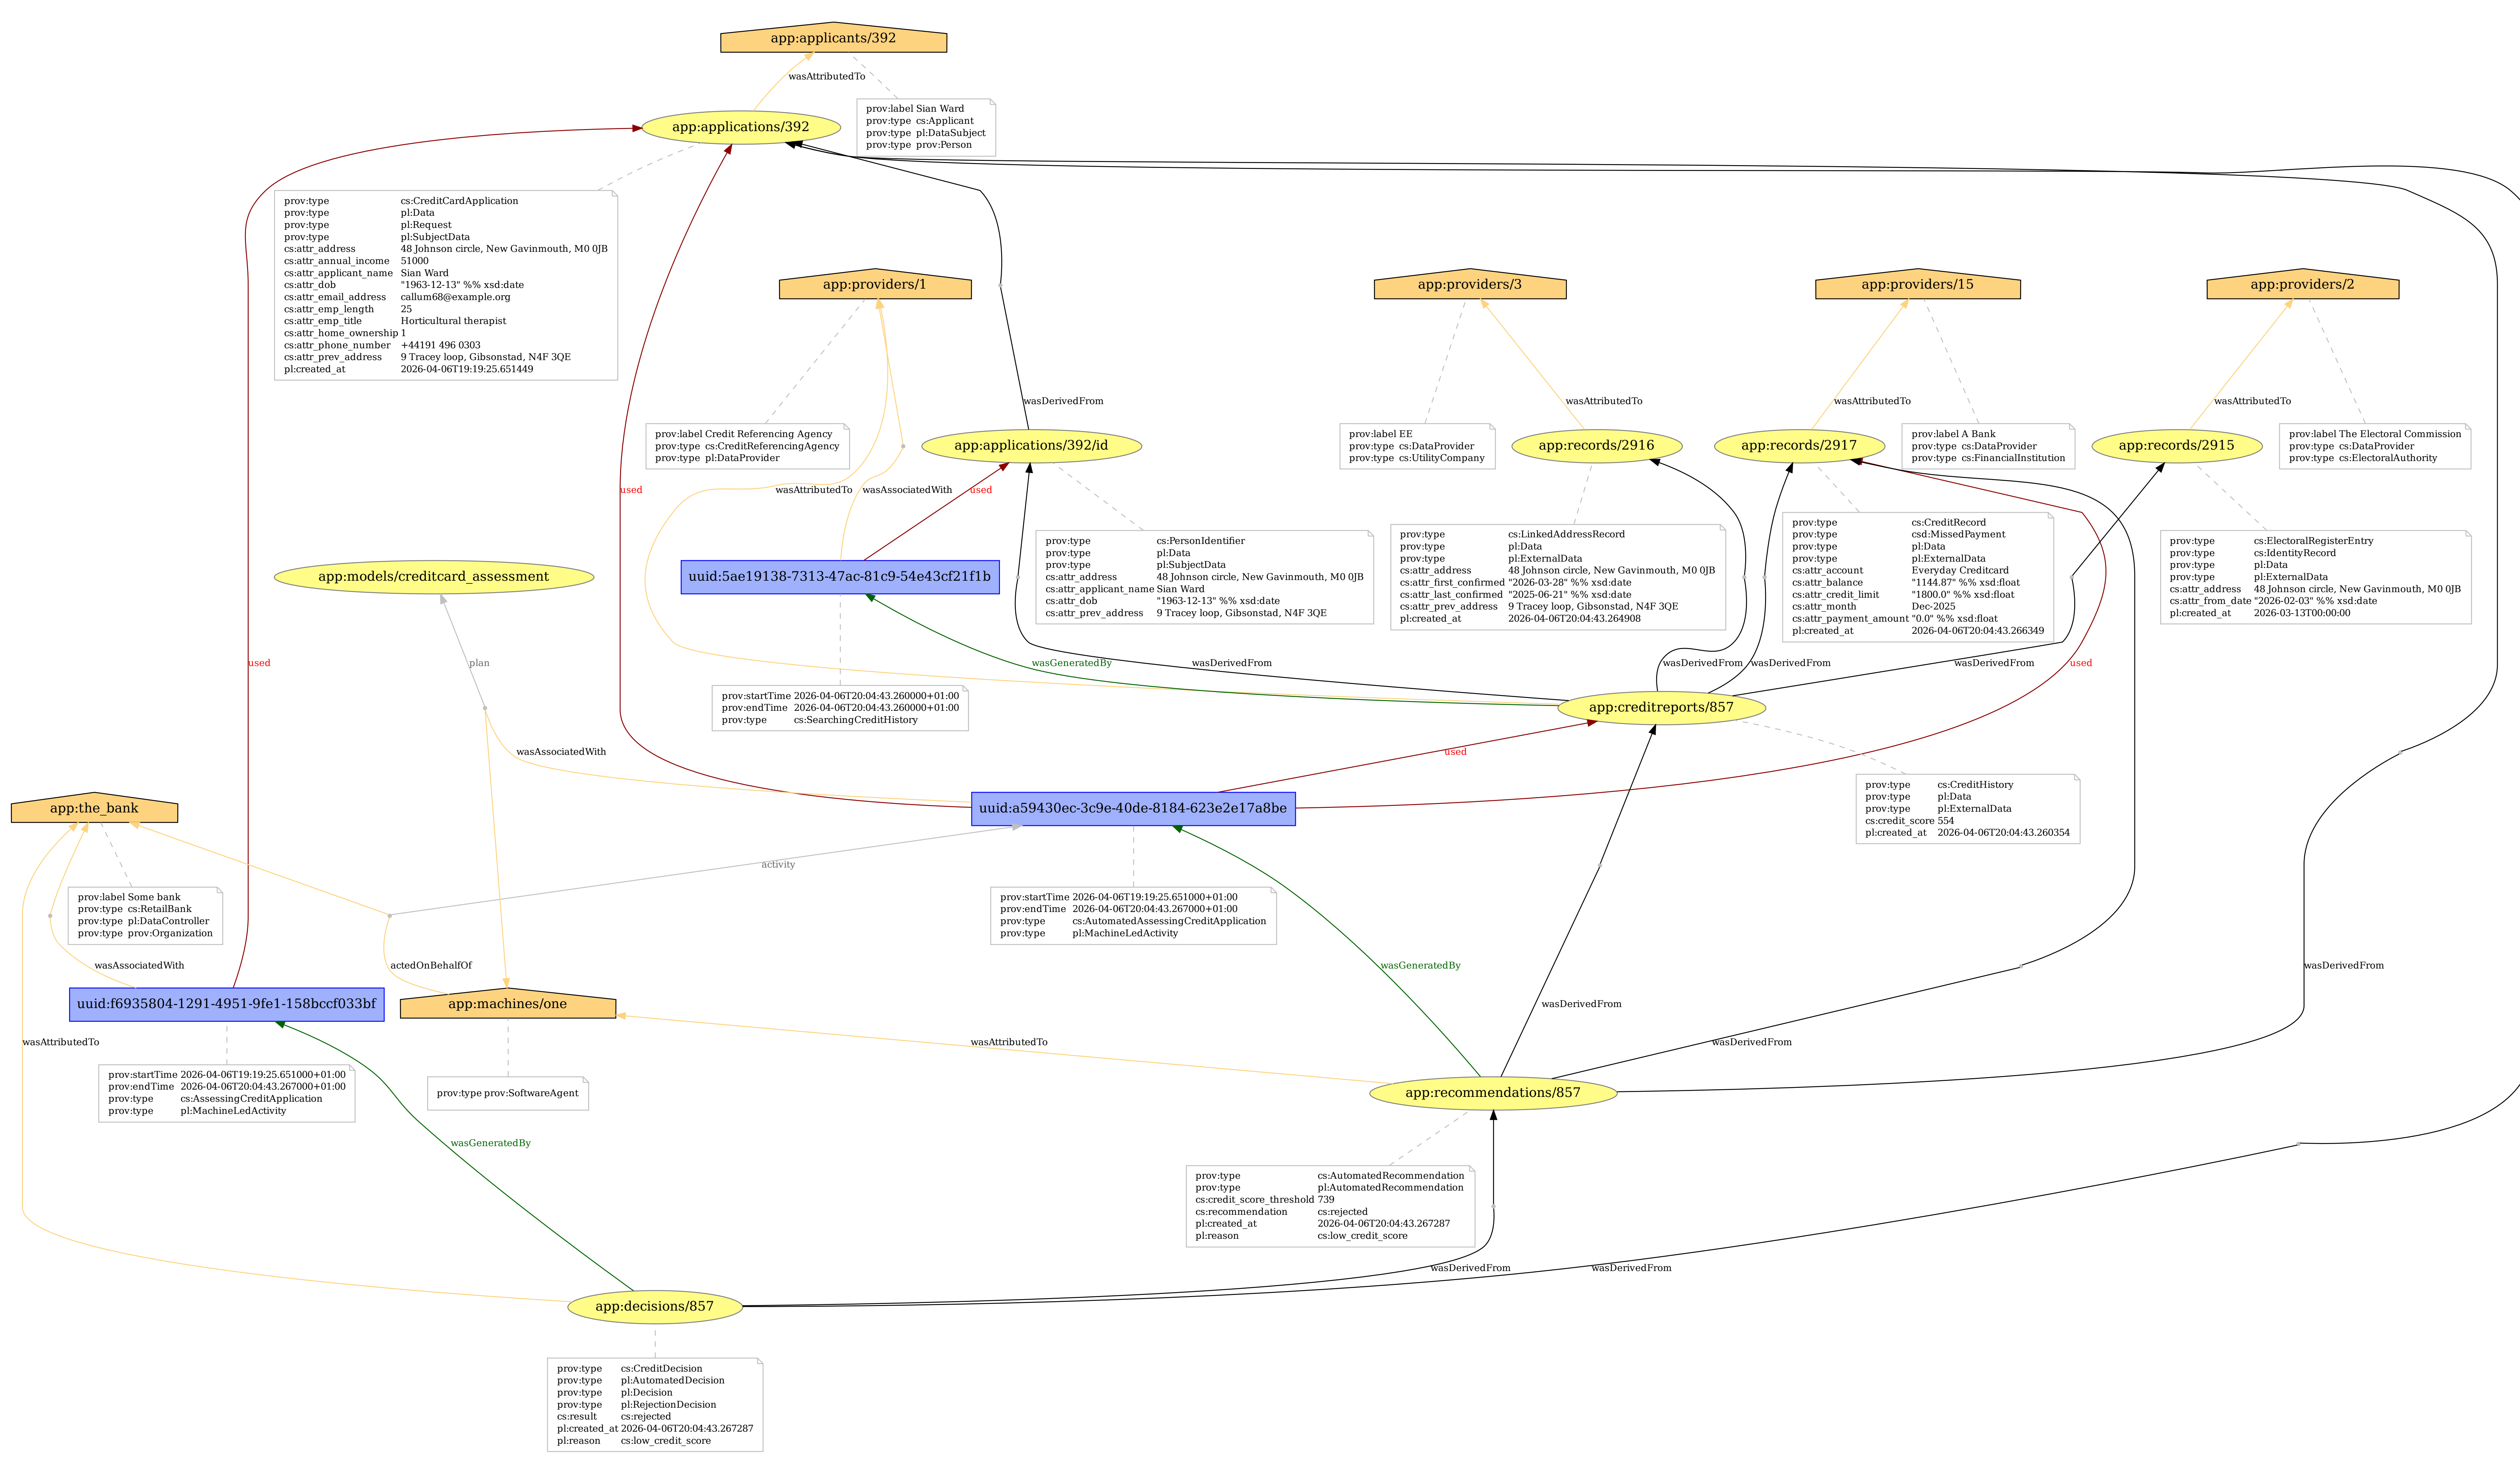 app:applicants/392
wasAttributedTo
prov:label Sian Ward
prov:type cs:Applicant
prov:type pl:DataSubject
prov:type prov:Person
app:applications/392
prov:type cs:CreditCardApplication
prov:type pl:Data
prov:type pl:Request
prov:type pl:SubjectData
cs:attr_address 48 Johnson circle, New Gavinmouth, M0 0JB
cs:attr_annual_income 51000
cs:attr_applicant_name Sian Ward
cs:attr_dob "1963-12-13" %% xsd:date
cs:attr_email_address callum68@example.org
cs:attr_emp_length 25
cs:attr_emp_title Horticultural therapist
cs:attr_home_ownership 1
cs:attr_phone_number +44191 496 0303
cs:attr_prev_address 9 Tracey loop, Gibsonstad, N4F 3QE
pl:created_at 2026-04-06T19:19:25.651449
app:providers/1
app:providers/3
app:providers/15
app:providers/2
wasDerivedFrom
wasAttributedTo
wasAttributedTo
wasAttributedTo
prov:label Credit Referencing Agency
prov:type cs:CreditReferencingAgency
prov:type pl:DataProvider
app:applications/392/id
prov:label EE
prov:type cs:DataProvider
prov:type cs:UtilityCompany
app:records/2916
app:records/2917
prov:label A Bank
prov:type cs:DataProvider
prov:type cs:FinancialInstitution
app:records/2915
prov:label The Electoral Commission
prov:type cs:DataProvider
prov:type cs:ElectoralAuthority
used
wasAttributedTo
wasAssociatedWith
used
app:models/creditcard_assessment
uuid:5ae19138-7313-47ac-81c9-54e43cf21f1b
prov:type cs:PersonIdentifier
prov:type pl:Data
prov:type pl:SubjectData
cs:attr_address 48 Johnson circle, New Gavinmouth, M0 0JB
cs:attr_applicant_name Sian Ward
cs:attr_dob "1963-12-13" %% xsd:date
cs:attr_prev_address 9 Tracey loop, Gibsonstad, N4F 3QE
prov:type cs:LinkedAddressRecord
prov:type pl:Data
prov:type pl:ExternalData
cs:attr_address 48 Johnson circle, New Gavinmouth, M0 0JB
cs:attr_first_confirmed "2026-03-28" %% xsd:date
cs:attr_last_confirmed "2025-06-21" %% xsd:date
cs:attr_prev_address 9 Tracey loop, Gibsonstad, N4F 3QE
pl:created_at 2026-04-06T20:04:43.264908
prov:type cs:CreditRecord
prov:type csd:MissedPayment
prov:type pl:Data
prov:type pl:ExternalData
cs:attr_account Everyday Creditcard
cs:attr_balance "1144.87" %% xsd:float
cs:attr_credit_limit "1800.0" %% xsd:float
cs:attr_month Dec-2025
cs:attr_payment_amount "0.0" %% xsd:float
pl:created_at 2026-04-06T20:04:43.266349
prov:type cs:ElectoralRegisterEntry
prov:type cs:IdentityRecord
prov:type pl:Data
prov:type pl:ExternalData
cs:attr_address 48 Johnson circle, New Gavinmouth, M0 0JB
cs:attr_from_date "2026-02-03" %% xsd:date
pl:created_at 2026-03-13T00:00:00
used
plan
wasGeneratedBy
wasDerivedFrom
wasDerivedFrom
wasDerivedFrom
wasDerivedFrom
used
prov:startTime 2026-04-06T20:04:43.260000+01:00
prov:endTime 2026-04-06T20:04:43.260000+01:00
prov:type cs:SearchingCreditHistory
app:creditreports/857
wasAssociatedWith
used
prov:type cs:CreditHistory
prov:type pl:Data
prov:type pl:ExternalData
cs:credit_score 554
pl:created_at 2026-04-06T20:04:43.260354
app:the_bank
uuid:a59430ec-3c9e-40de-8184-623e2e17a8be
activity
prov:label Some bank
prov:type cs:RetailBank
prov:type pl:DataController
prov:type prov:Organization
prov:startTime 2026-04-06T19:19:25.651000+01:00
prov:endTime 2026-04-06T20:04:43.267000+01:00
prov:type cs:AutomatedAssessingCreditApplication
prov:type pl:MachineLedActivity
wasAssociatedWith
actedOnBehalfOf
wasGeneratedBy
wasDerivedFrom
uuid:f6935804-1291-4951-9fe1-158bccf033bf
app:machines/one
wasDerivedFrom
wasAttributedTo
wasAttributedTo
wasDerivedFrom
prov:startTime 2026-04-06T19:19:25.651000+01:00
prov:endTime 2026-04-06T20:04:43.267000+01:00
prov:type cs:AssessingCreditApplication
prov:type pl:MachineLedActivity
prov:type prov:SoftwareAgent
app:recommendations/857
wasGeneratedBy
prov:type cs:AutomatedRecommendation
prov:type pl:AutomatedRecommendation
cs:credit_score_threshold 739
cs:recommendation cs:rejected
pl:created_at 2026-04-06T20:04:43.267287
pl:reason cs:low_credit_score
wasDerivedFrom
wasDerivedFrom
app:decisions/857
prov:type cs:CreditDecision
prov:type pl:AutomatedDecision
prov:type pl:Decision
prov:type pl:RejectionDecision
cs:result cs:rejected
pl:created_at 2026-04-06T20:04:43.267287
pl:reason cs:low_credit_score